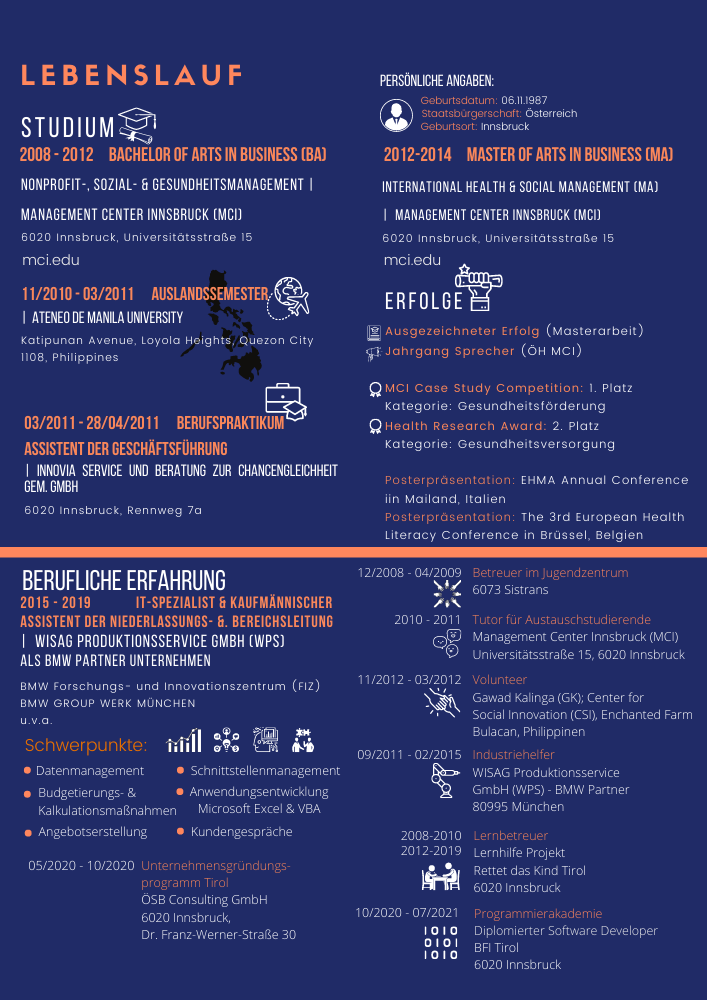 LEBENSLAUF
STUDIUM
2008 - 2012 BACHELOR OF ARTS IN BUSINESS (BA)
NONPROFIT-, SOZIAL- & GESUNDHEITSMANAGEMENT |
MANAGEMENT CENTER INNSBRUCK (MCI)
6020 Innsbruck, Universitätsstraße 15
mci.edu
11/2010 - 03/2011 AUSLANDSSEMESTER
| ATENEO DE MANILA UNIVERSITY
Katipunan Avenue, Loyola Heights, Quezon City
1108, Philippines
03/2011 - 28/04/2011 BERUFSPRAKTIKUM
ASSISTENT DER GESCHÄFTSFÜHRUNG
| INNOVIA SERVICE UND BERATUNG ZUR CHANCENGLEICHHEIT
GEM. GMBH
6020 Innsbruck, Rennweg 7a
PERSÖNLICHE ANGABEN:
Geburtsdatum: 06.11.1987
Staatsbürgerschaft: Österreich
Geburtsort: Innsbruck
2012-2014 MASTER OF ARTS IN BUSINESS (MA)
INTERNATIONAL HEALTH & SOCIAL MANAGEMENT (MA)
| MANAGEMENT CENTER INNSBRUCK (MCI)
6020 Innsbruck, Universitätsstraße 15
mci.edu
ERFOLGE
Ausgezeichneter Erfolg (Masterarbeit)
Jahrgang Sprecher (ÖH MCI)
MCI Case Study Competition: 1. Platz
Kategorie: Gesundheitsförderung
Health Research Award: 2. Platz
Kategorie: Gesundheitsversorgung
Posterpräsentation: EHMA Annual Conference
iin Mailand, Italien
Posterpräsentation: The 3rd European Health
Literacy Conference in Brüssel, Belgien
BERUFLICHE ERFAHRUNG
2015 - 2019 IT-SPEZIALIST & KAUFMÄNNISCHER
ASSISTENT DER NIEDERLASSUNGS- &. BEREICHSLEITUNG
| WISAG PRODUKTIONSSERVICE GMBH (WPS)
ALS BMW PARTNER UNTERNEHMEN
BMW Forschungs- und Innovationszentrum (FIZ)
BMW GROUP WERK MÜNCHEN
u.v.a.
Schwerpunkte:
Datenmanagement
Budgetierungs- &
Kalkulationsmaßnahmen
Angebotserstellung
Schnittstellenmanagement
Anwendungsentwicklung
Microsoft Excel & VBA
Kundengespräche
05/2020 - 10/2020 Unternehmensgründungs-
programm Tirol
ÖSB Consulting GmbH
6020 Innsbruck,
Dr. Franz-Werner-Straße 30
12/2008 - 04/2009 Betreuer im Jugendzentrum
6073 Sistrans
2010 - 2011 Tutor für Austauschstudierende
Management Center Innsbruck (MCI)
Universitätsstraße 15, 6020 Innsbruck
11/2012 - 03/2012 Volunteer
Gawad Kalinga (GK); Center for
Social Innovation (CSI), Enchanted Farm
Bulacan, Philippinen
09/2011 - 02/2015 Industriehelfer
WISAG Produktionsservice
GmbH (WPS) - BMW Partner
80995 München
2008-2010 Lernbetreuer
2012-2019 Lernhilfe Projekt
Rettet das Kind Tirol
6020 Innsbruck
10/2020 - 07/2021 Programmierakademie
Diplomierter Software Developer
BFI Tirol
6020 Innsbruck
1010
0101
1010